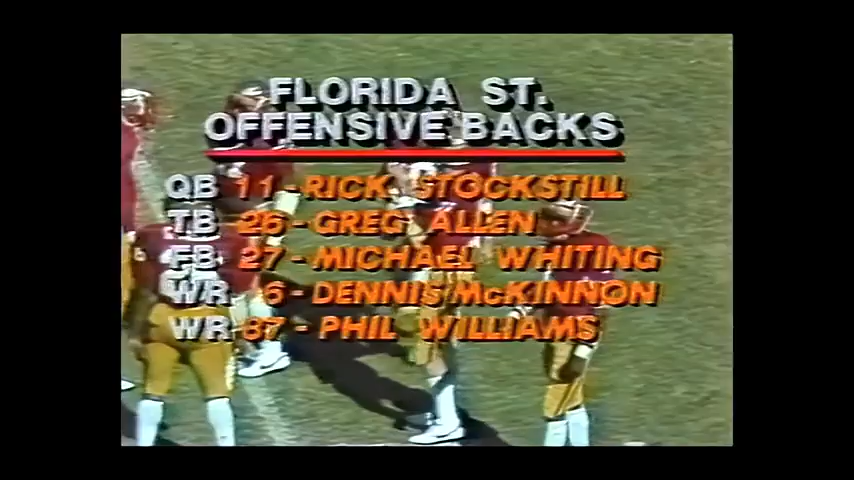 FLORIDA ST.
OFFENSIVE BACKS
QB 11-RICK STOCKSTILL
TB 26-GREG ALLEN
FB 27-MICHAEL WHITING
WR 6-DENNIS McKINNON
WR 87-PHIL WILLIAMS